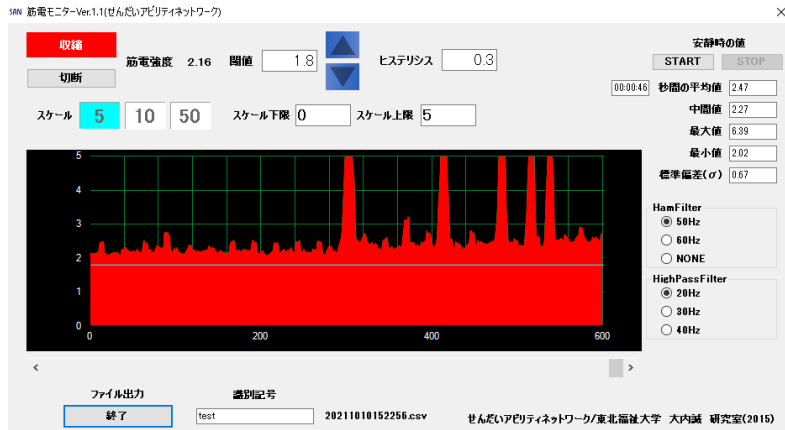 SAN 筋電モニターVer.1.1(せんだいアビリティネットワーク)
収縮
切断
筋電強度 2.16 閾値 1.8 ヒステリシス 0.3
スケール 5 10 50 スケール下限 0 スケール上限 5
安静時の値
START STOP
00:00:46 秒間の平均値 2.47
中間値 2.27
最大値 6.39
最小値 2.02
標準偏差(σ) 0.67
HamFilter
50Hz
60Hz
NONE
HighPassFilter
20Hz
30Hz
40Hz
5
4
3
2
1
0
0 200 400 600
ファイル出力 識別記号
終了 test 20211010152256.csv せんだいアビリティネットワーク/東北福祉大学 大内誠 研究室(2015)